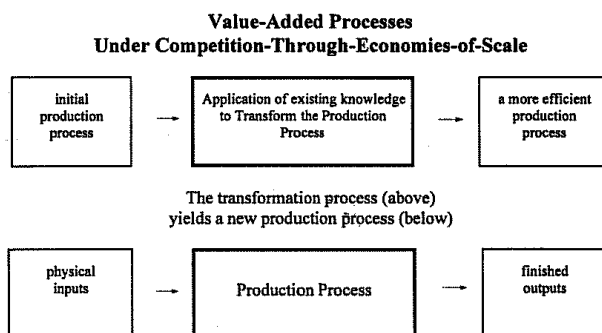 Value-Added Processes
Under Competition-Through-Economies-of-Scale
initial
production
process
Application of existing knowledge
to Transform the Production
Process
a more efficient
production
process
The transformation process (above)
yields a new production process (below)
physical
inputs
Production Process
finished
outputs